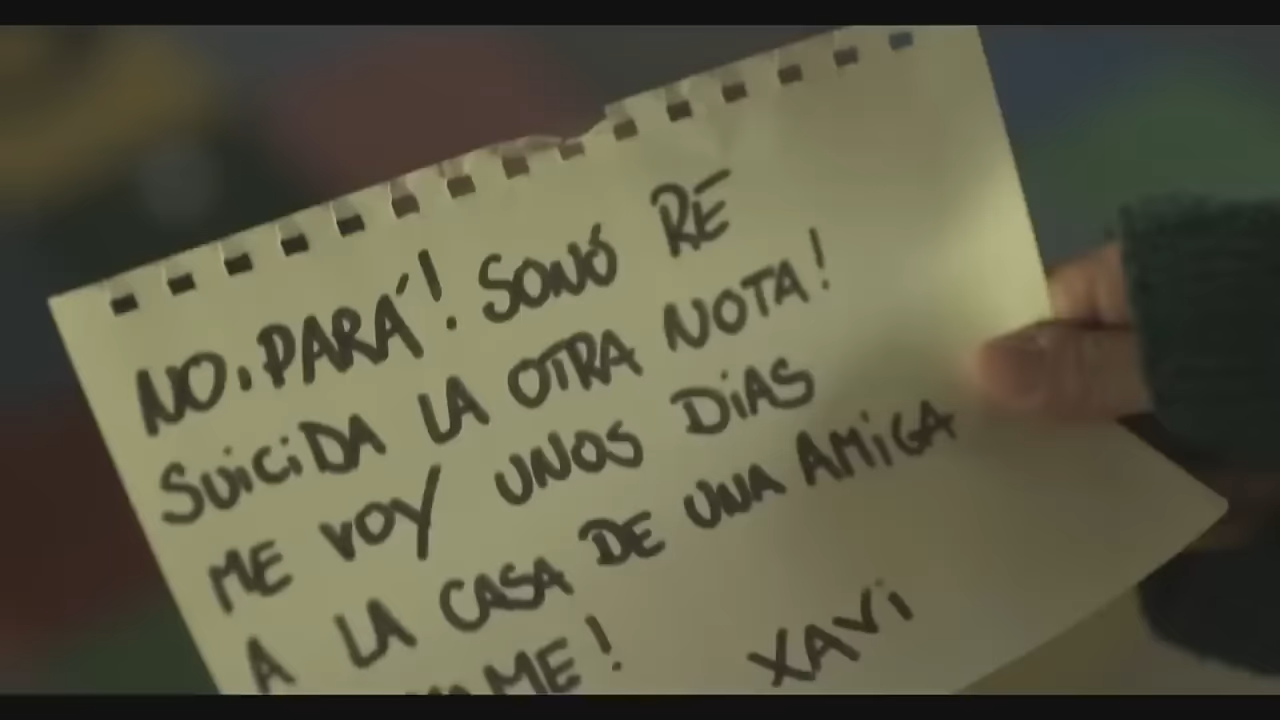 NO, PARÁ! SONÓ RE
SUICIDA LA OTRA NOTA!
ME VOY UNOS DIAS
A LA CASA DE UNA AMIGA
XAVI